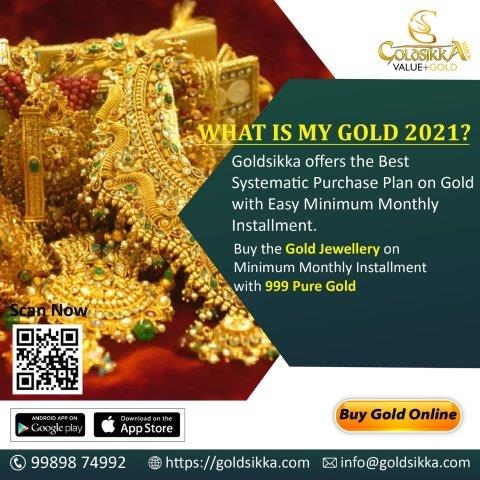 GOLDSIKKA
VALUE+GOLD
WHAT IS MY GOLD 2021?
Goldsikka offers the Best
Systematic Purchase Plan on Gold
with Easy Minimum Monthly
Installment.
Buy the Gold Jewellery on
Minimum Monthly Installment
with 999 Pure Gold
Scan Now
ANDROID APP ON
Google play
Download on the
App Store
Buy Gold Online
99898 74992
https://goldsikka.com
info@goldsikka.com